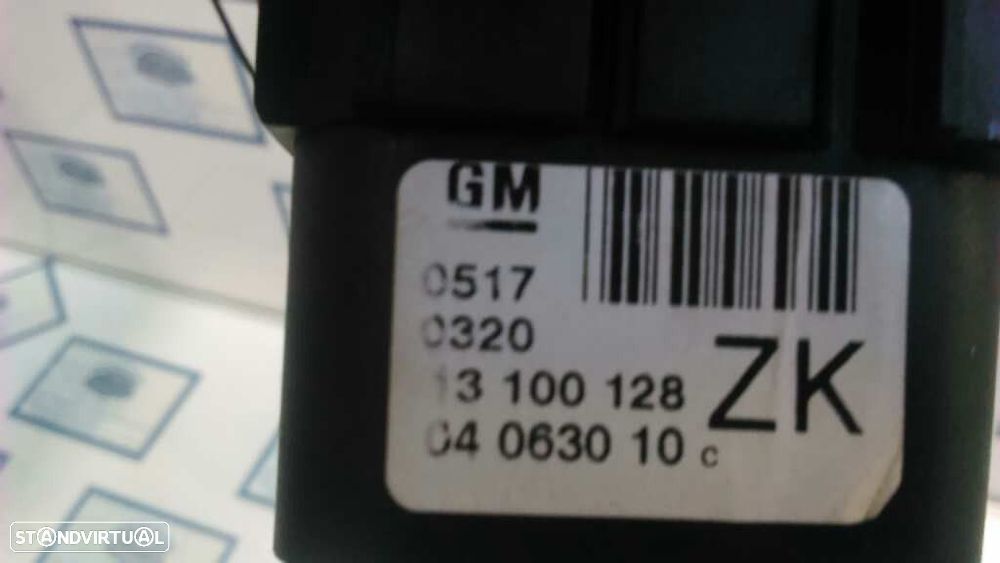 GM
0517
0320
13 100 128
ZK
04 0630 10 c
STANDVIRTUAL